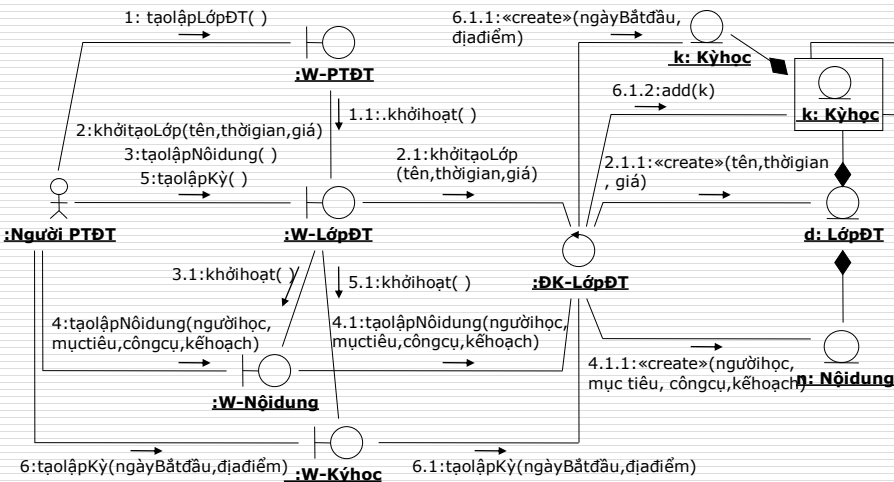 1: tạolậpLớpĐT( )
:W-PTĐT
6.1.1:«create»(ngàyBắtđầu,
địađiểm)
k: Kỳhọc
1.1:.khởihoạt( )
6.1.2:add(k)
k: Kỳhọc
2:khởitạoLớp(tên,thờigian,giá)
3:tạolậpNôidung( )
5:tạolậpKỳ( )
2.1:khởitạoLớp
(tên,thờigian,giá)
2.1.1:«create»(tên,thờigian
, giá)
:Người PTĐT
:W-LớpĐT
d: LớpĐT
:ĐK-LớpĐT
3.1:khởihoạt( )
5.1:khởihoạt( )
4:taolậpNôidung(ngườihọc,
mụctiêu,côngcụ,kếhoạch)
4.1:taolậpNôidung(ngườihọc,
mụctiêu,côngcụ,kếhoạch)
4.1.1:«create»(ngườihọc,
mục tiêu, côngcụ,kếhoạch)
n: Nộidung
:W-Nộidung
6:tạolậpKỳ(ngàyBắtđầu,địađiểm)
:W-Kýhọc
6.1:tạolậpKỳ(ngàyBắtđầu,địađiểm)